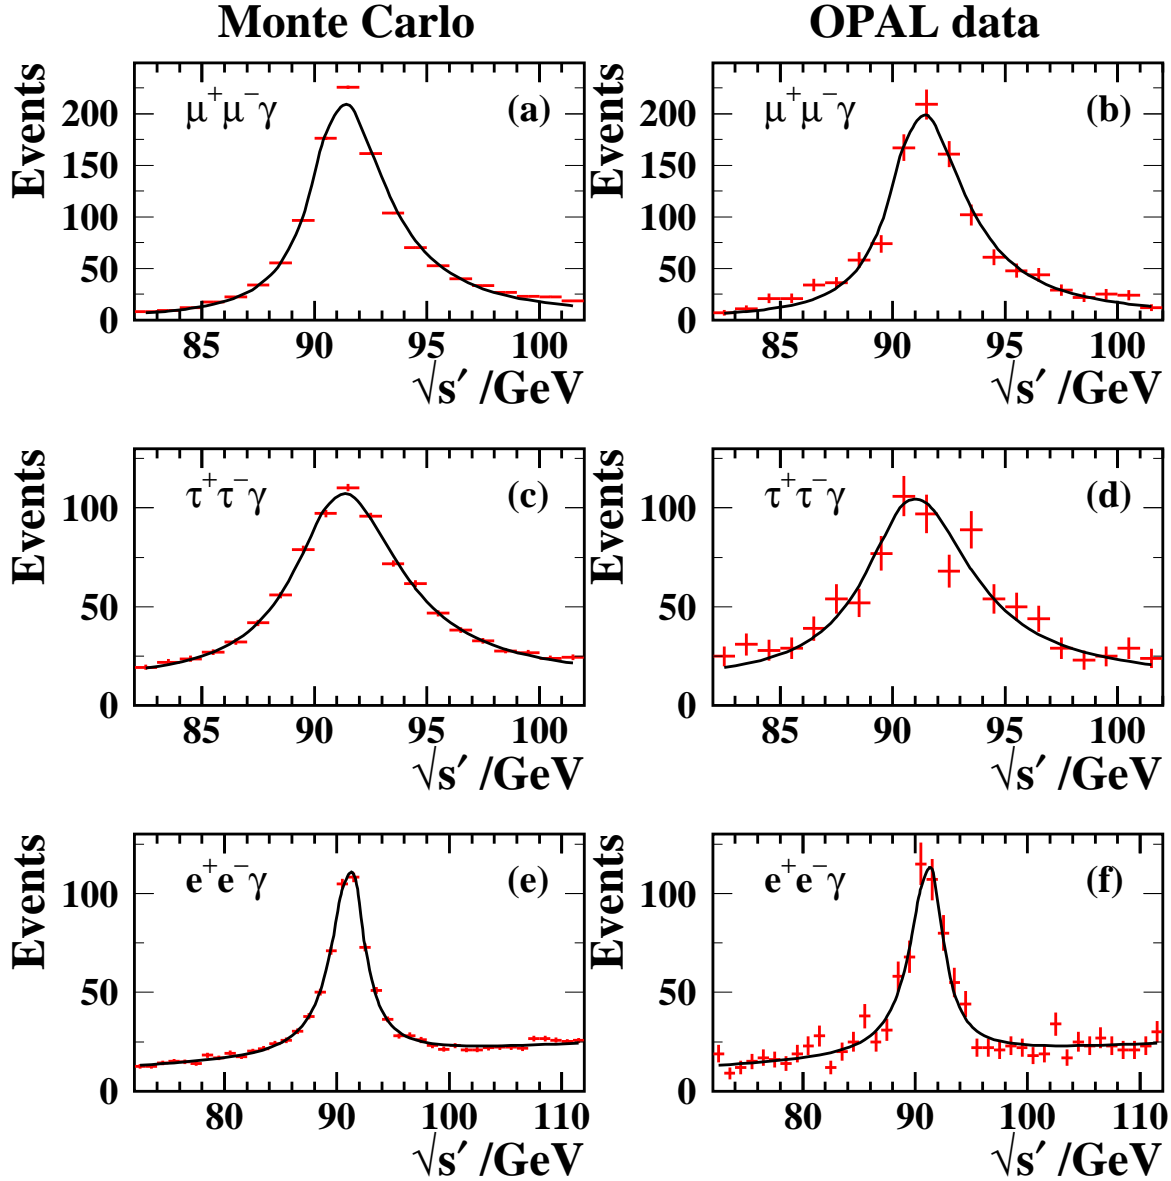 Monte Carlo
OPAL data
Events
μ⁺μ⁻γ
(a)
200
150
100
50
0
85 90 95 100
√s′ /GeV
Events
μ⁺μ⁻γ
(b)
200
150
100
50
0
85 90 95 100
√s′ /GeV
Events
τ⁺τ⁻γ
(c)
100
50
0
85 90 95 100
√s′ /GeV
Events
τ⁺τ⁻γ
(d)
100
50
0
85 90 95 100
√s′ /GeV
Events
e⁺e⁻γ
(e)
100
50
0
80 90 100 110
√s′ /GeV
Events
e⁺e⁻γ
(f)
100
50
0
80 90 100 110
√s′ /GeV